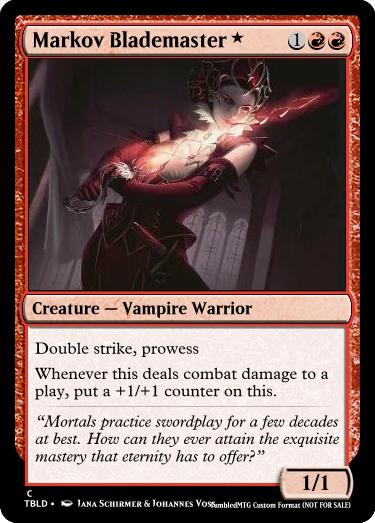 Markov Blademaster ★ 1
Creature — Vampire Warrior
Double strike, prowess
Whenever this deals combat damage to a
play, put a +1/+1 counter on this.
“Mortals practice swordplay for a few decades
at best. How can they ever attain the exquisite
mastery that eternity has to offer?”
1/1
C
TBLD • Jana Schirmer & Johannes Voss
TumbledMTG Custom Format (NOT FOR SALE)